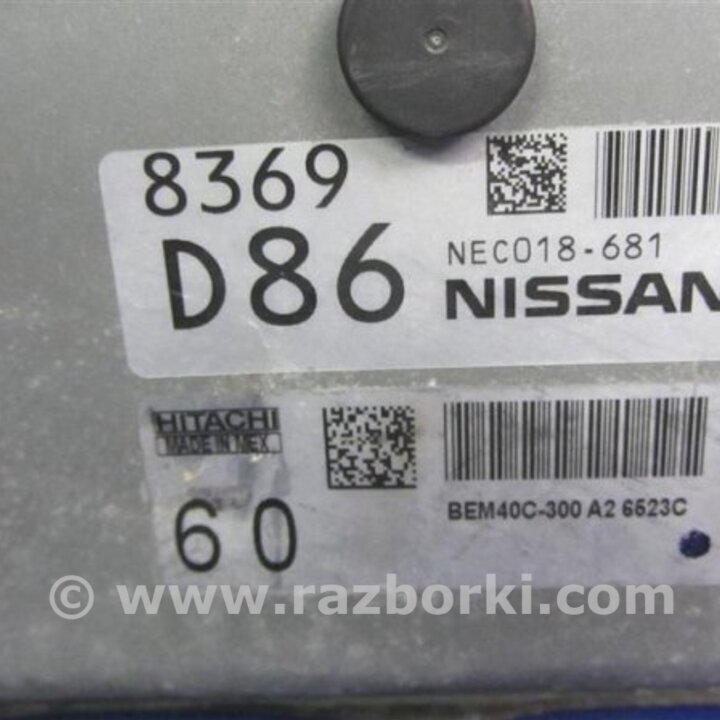 8369
NEC018-681
D86
NISSAN
HITACHI
MADE IN MEX
BEM40C-300 A2 6523C
60
© www.razborki.com